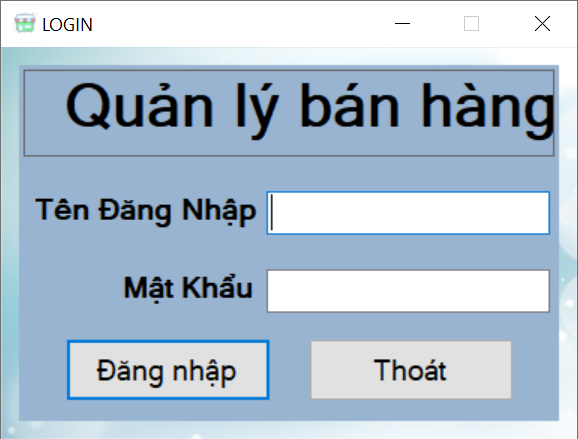 LOGIN
Quản lý bán hàng
Tên Đăng Nhập
Mật Khẩu
Đăng nhập Thoát